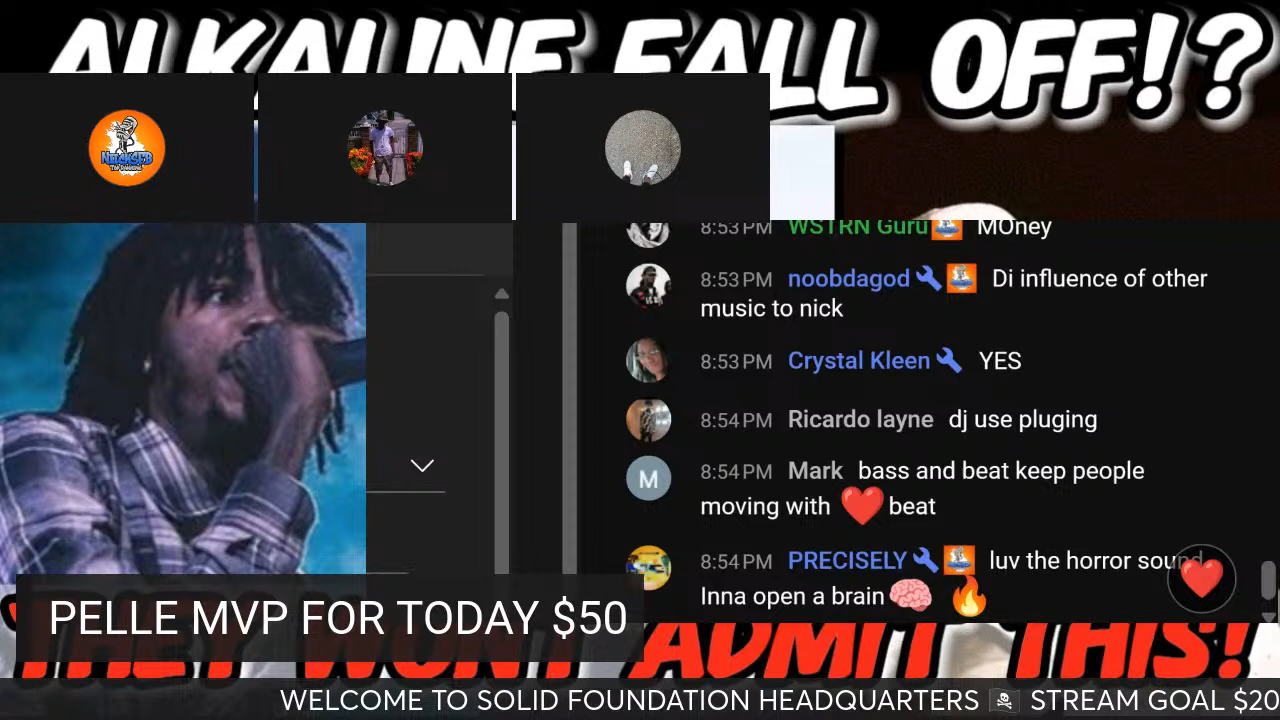 ALKALINE FALL OFF!?
8:53 PM WSTRN Guru MOney
8:53 PM noobdagod Di influence of other
music to nick
8:53 PM Crystal Kleen YES
8:54 PM Ricardo layne dj use pluging
8:54 PM Mark bass and beat keep people
M
moving with ❤️ beat
8:54 PM PRECISELY luv the horror sound
Inna open a brain🧠 🔥
PELLE MVP FOR TODAY $50
THEY WONT ADMIT THIS!
WELCOME TO SOLID FOUNDATION HEADQUARTERS ☠ STREAM GOAL $20